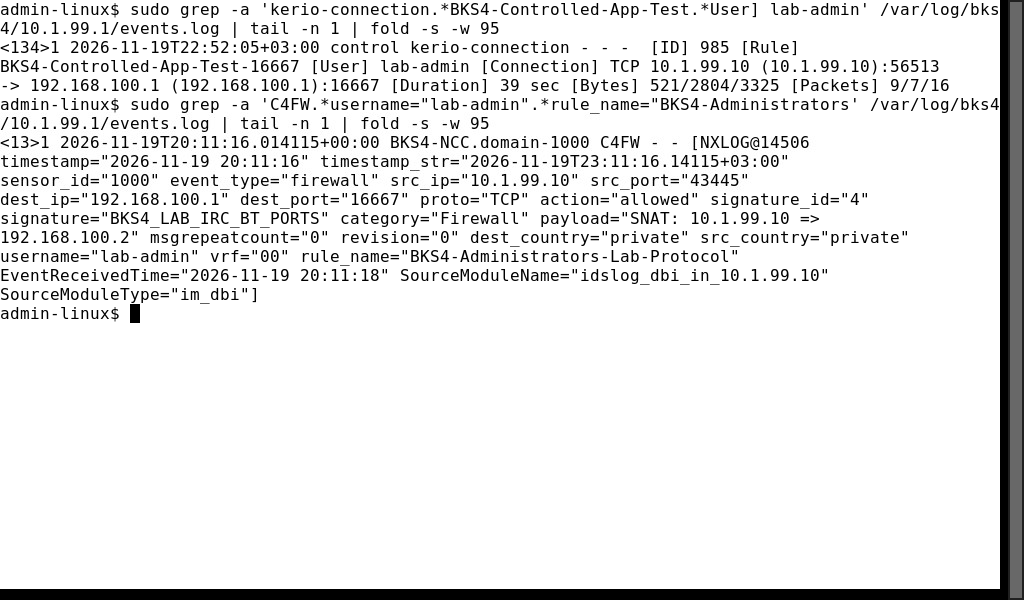 admin-linux$ sudo grep -a 'kerio-connection.*BKS4-Controlled-App-Test.*User] lab-admin' /var/log/bks
4/10.1.99.1/events.log | tail -n 1 | fold -s -w 95
<134>1 2026-11-19T22:52:05+03:00 control kerio-connection - - -  [ID] 985 [Rule]
BKS4-Controlled-App-Test-16667 [User] lab-admin [Connection] TCP 10.1.99.10 (10.1.99.10):56513
-> 192.168.100.1 (192.168.100.1):16667 [Duration] 39 sec [Bytes] 521/2804/3325 [Packets] 9/7/16
admin-linux$ sudo grep -a 'C4FW.*username="lab-admin".*rule_name="BKS4-Administrators' /var/log/bks4
/10.1.99.1/events.log | tail -n 1 | fold -s -w 95
<13>1 2026-11-19T20:11:16.014115+00:00 BKS4-NCC.domain-1000 C4FW - - [NXLOG@14506
timestamp="2026-11-19 20:11:16" timestamp_str="2026-11-19T23:11:16.14115+03:00"
sensor_id="1000" event_type="firewall" src_ip="10.1.99.10" src_port="43445"
dest_ip="192.168.100.1" dest_port="16667" proto="TCP" action="allowed" signature_id="4"
signature="BKS4_LAB_IRC_BT_PORTS" category="Firewall" payload="SNAT: 10.1.99.10 =>
192.168.100.2" msgrepeatcount="0" revision="0" dest_country="private" src_country="private"
username="lab-admin" vrf="00" rule_name="BKS4-Administrators-Lab-Protocol"
EventReceivedTime="2026-11-19 20:11:18" SourceModuleName="idslog_dbi_in_10.1.99.10"
SourceModuleType="im_dbi"]
admin-linux$